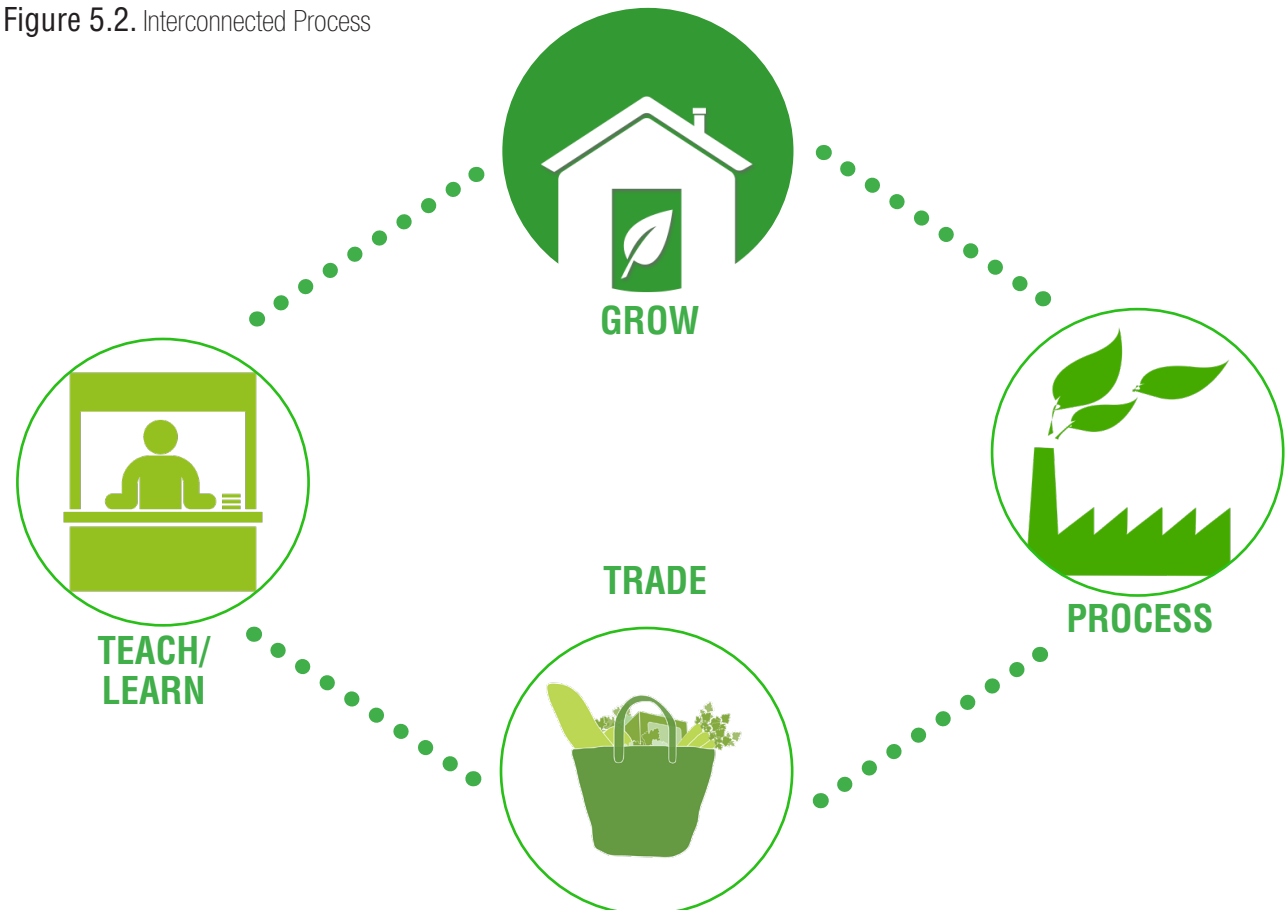 Figure 5.2. Interconnected Process
GROW
TRADE
PROCESS
TEACH/
LEARN